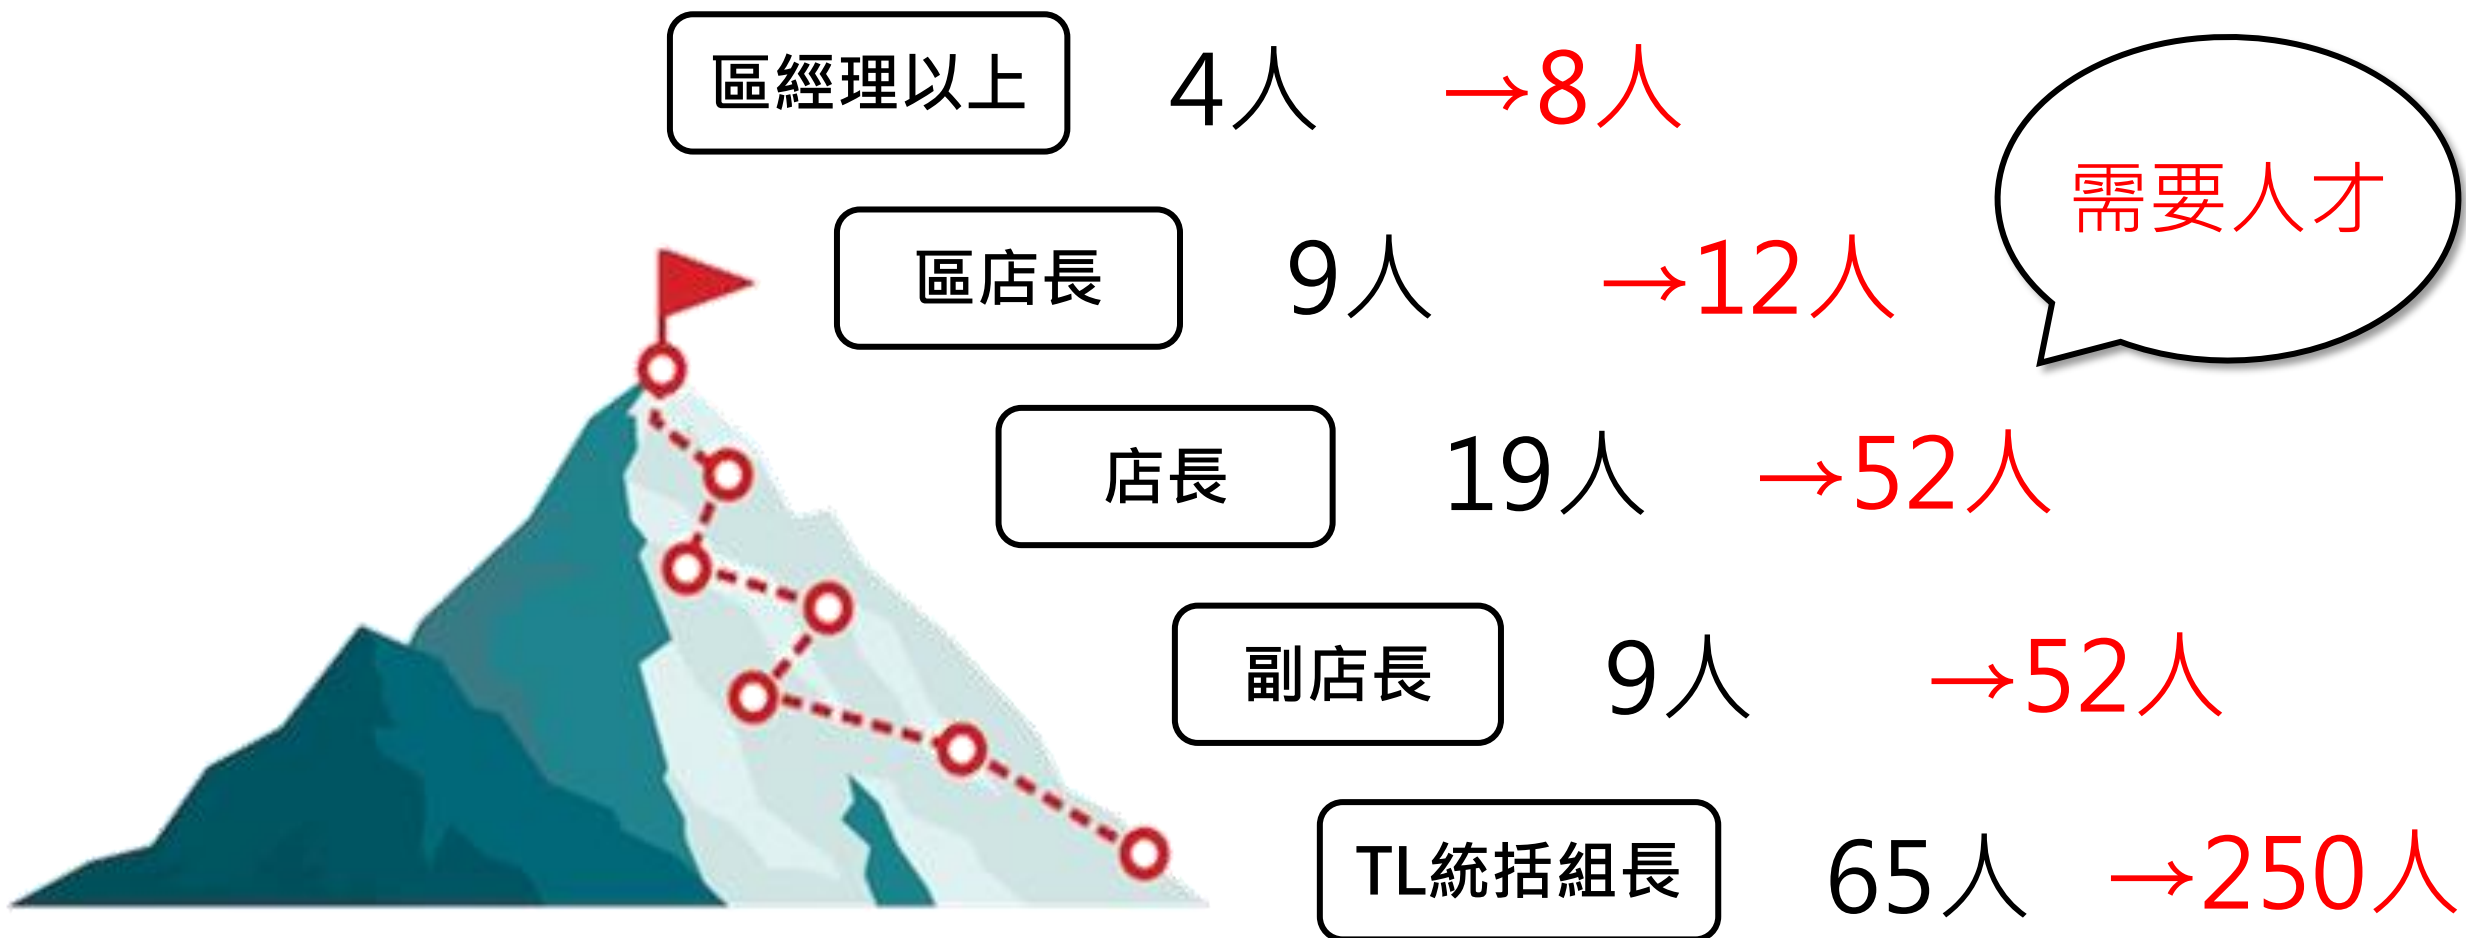 區經理以上 4人 →8人
需要人才
區店長 9人 →12人
店長 19人 →52人
副店長 9人 →52人
TL統括組長 65人 →250人